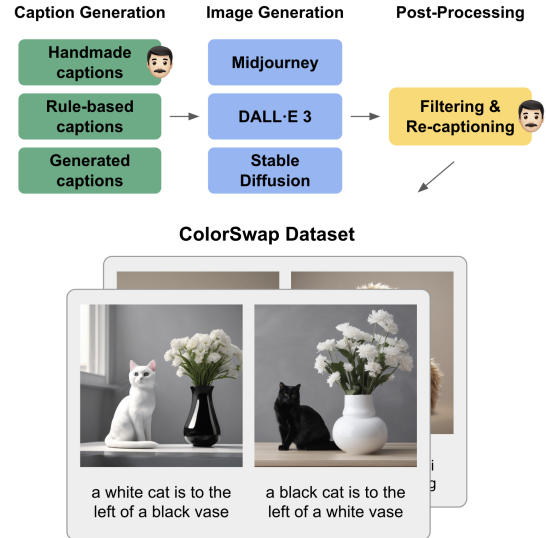 Caption Generation
Image Generation
Post-Processing
Handmade
captions
Rule-based
captions
Generated
captions
Midjourney
DALL·E 3
Stable
Diffusion
Filtering &
Re-captioning
ColorSwap Dataset
a white cat is to the
left of a black vase
a black cat is to the
left of a white vase